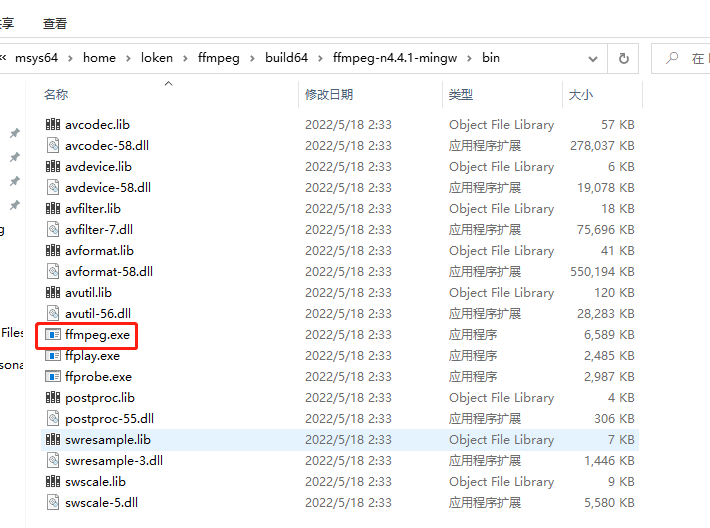 享 查看
« msys64 > home > loken > ffmpeg > build64 > ffmpeg-n4.4.1-mingw > bin 在
名称 修改日期 类型 大小
avcodec.lib 2022/5/18 2:33 Object File Library 57 KB
avcodec-58.dll 2022/5/18 2:33 应用程序扩展 278,037 KB
avdevice.lib 2022/5/18 2:33 Object File Library 6 KB
avdevice-58.dll 2022/5/18 2:33 应用程序扩展 19,078 KB
avfilter.lib 2022/5/18 2:33 Object File Library 18 KB
avfilter-7.dll 2022/5/18 2:33 应用程序扩展 75,696 KB
avformat.lib 2022/5/18 2:33 Object File Library 41 KB
avformat-58.dll 2022/5/18 2:33 应用程序扩展 550,194 KB
avutil.lib 2022/5/18 2:33 Object File Library 120 KB
avutil-56.dll 2022/5/18 2:33 应用程序扩展 28,283 KB
Files
ffmpeg.exe 2022/5/18 2:33 应用程序 6,589 KB
ffplay.exe 2022/5/18 2:33 应用程序 2,485 KB
ffprobe.exe 2022/5/18 2:33 应用程序 2,987 KB
postproc.lib 2022/5/18 2:33 Object File Library 4 KB
postproc-55.dll 2022/5/18 2:33 应用程序扩展 306 KB
swresample.lib 2022/5/18 2:33 Object File Library 7 KB
swresample-3.dll 2022/5/18 2:33 应用程序扩展 1,446 KB
swscale.lib 2022/5/18 2:33 Object File Library 9 KB
swscale-5.dll 2022/5/18 2:33 应用程序扩展 5,580 KB